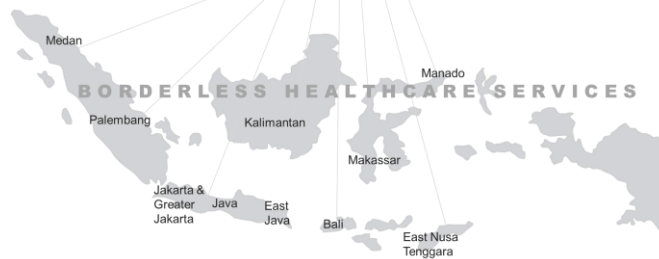 Medan
Manado
BORDERLESS HEALTHCARE SERVICES
Palembang
Kalimantan
Makassar
Jakarta &
Greater
Jakarta
Java
East
Java
Bali
East Nusa
Tenggara